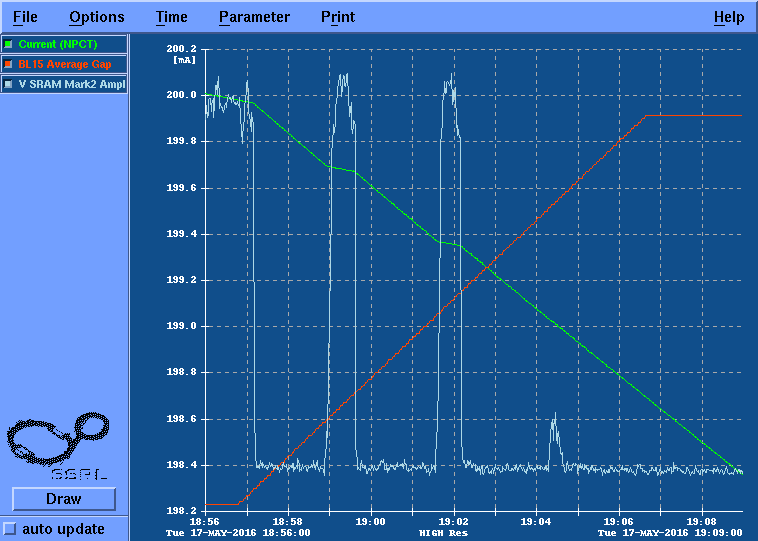 File Options Time Parameter Print Help
Current (NPCT)
BL15 Average Gap
V SRAM Mark2 Ampl
200.2
[mA]
200.0
199.8
199.6
199.4
199.2
199.0
198.8
198.6
198.4
198.2
18:56 18:58 19:00 19:02 19:04 19:06 19:08
Tue 17-MAY-2016 18:56:00 HIGH Res Tue 17-MAY-2016 19:09:00
SSRL
Draw
auto update